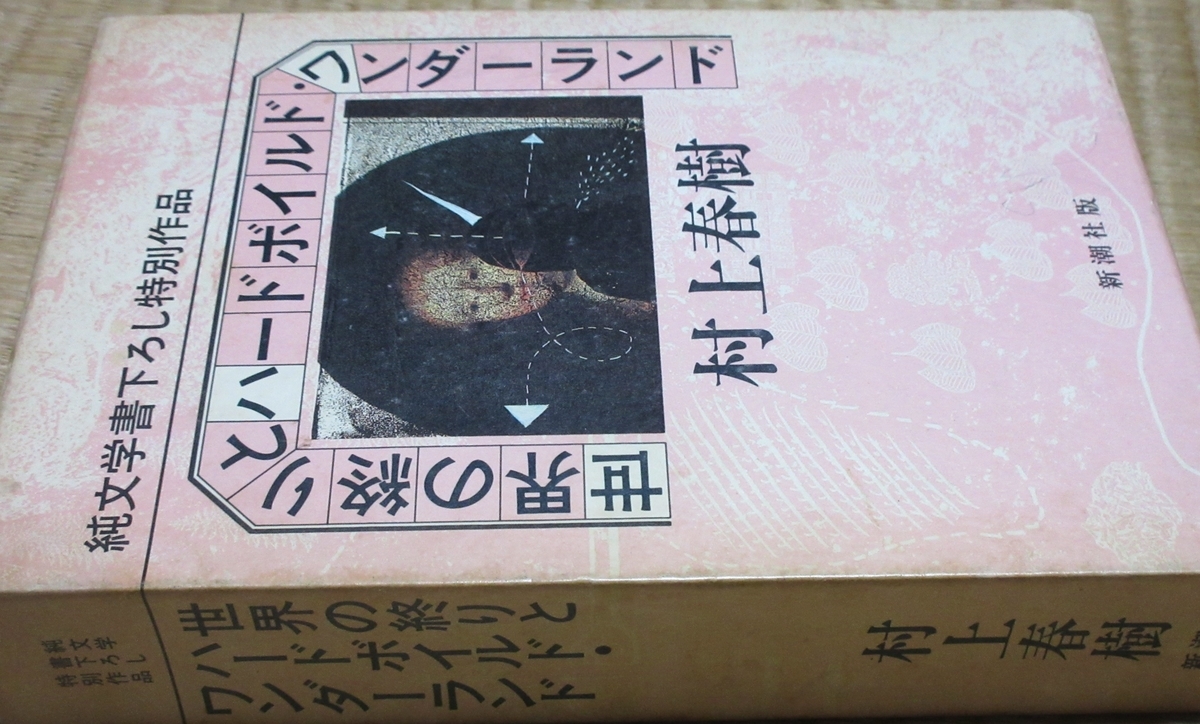 純文学書下ろし特別作品
世界の終りとハードボイルド・ワンダーランド
村上春樹
新潮社版
純文学
書下ろし
特別作品
世界の終りと
ハードボイルド・
ワンダーランド
村上春樹